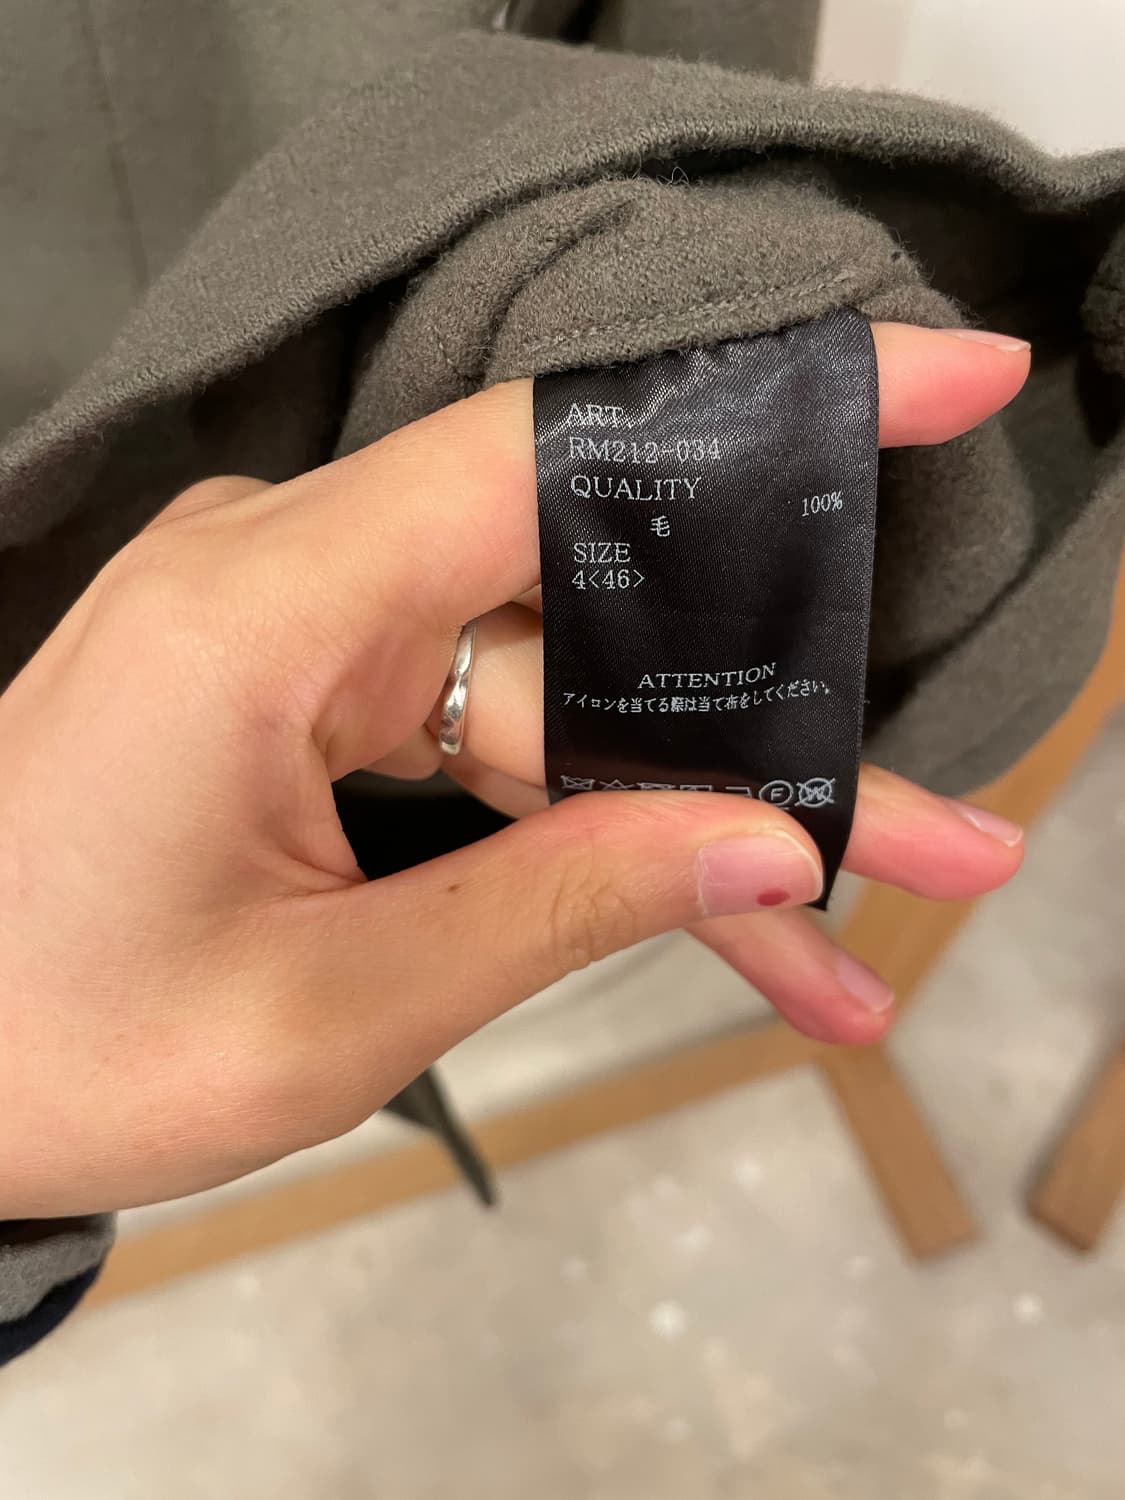 ART.
RM212-034
QUALITY
毛 100%
SIZE
4<46>
ATTENTION
アイロンを当てる際は当て布をしてください。
F W